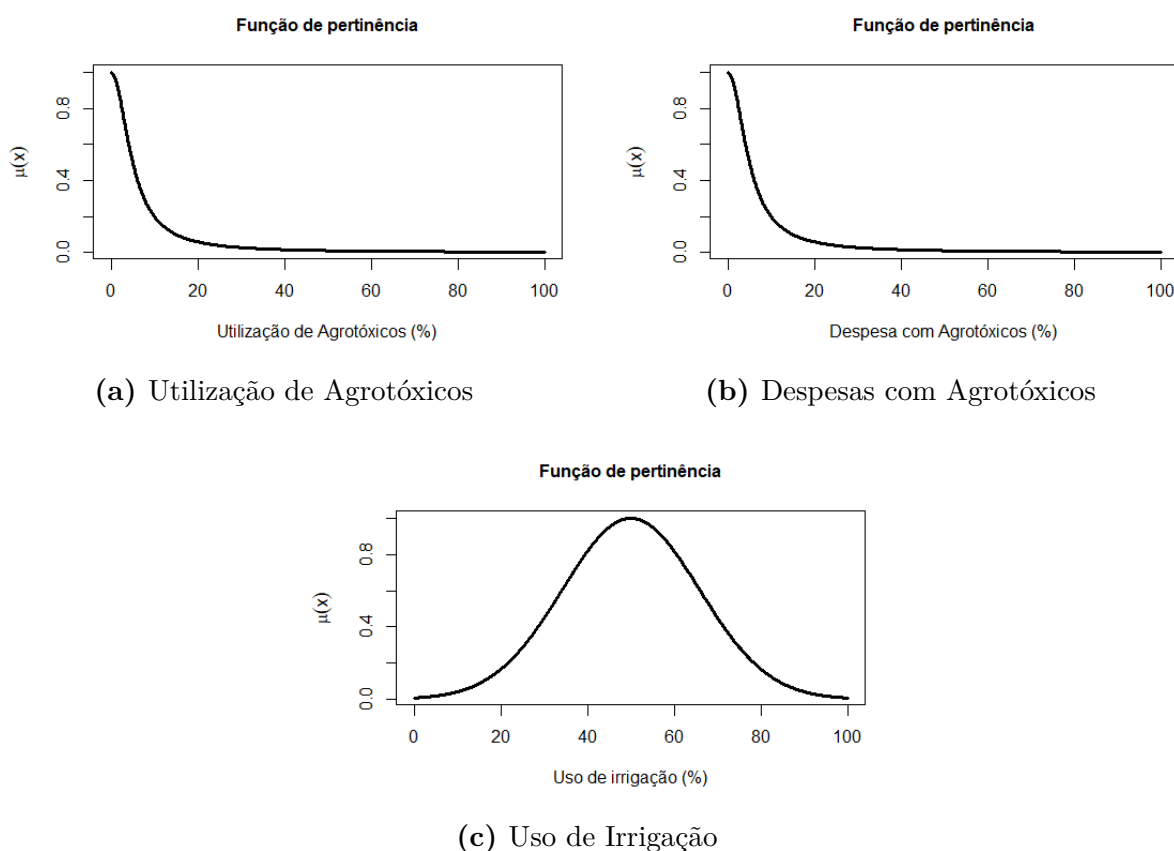 Função de pertinência
μ(x)
0.0 0.4 0.8
0 20 40 60 80 100
Utilização de Agrotóxicos (%)
(a) Utilização de Agrotóxicos
Função de pertinência
μ(x)
0.0 0.4 0.8
0 20 40 60 80 100
Despesa com Agrotóxicos (%)
(b) Despesas com Agrotóxicos
Função de pertinência
μ(x)
0.0 0.4 0.8
0 20 40 60 80 100
Uso de irrigação (%)
(c) Uso de Irrigação